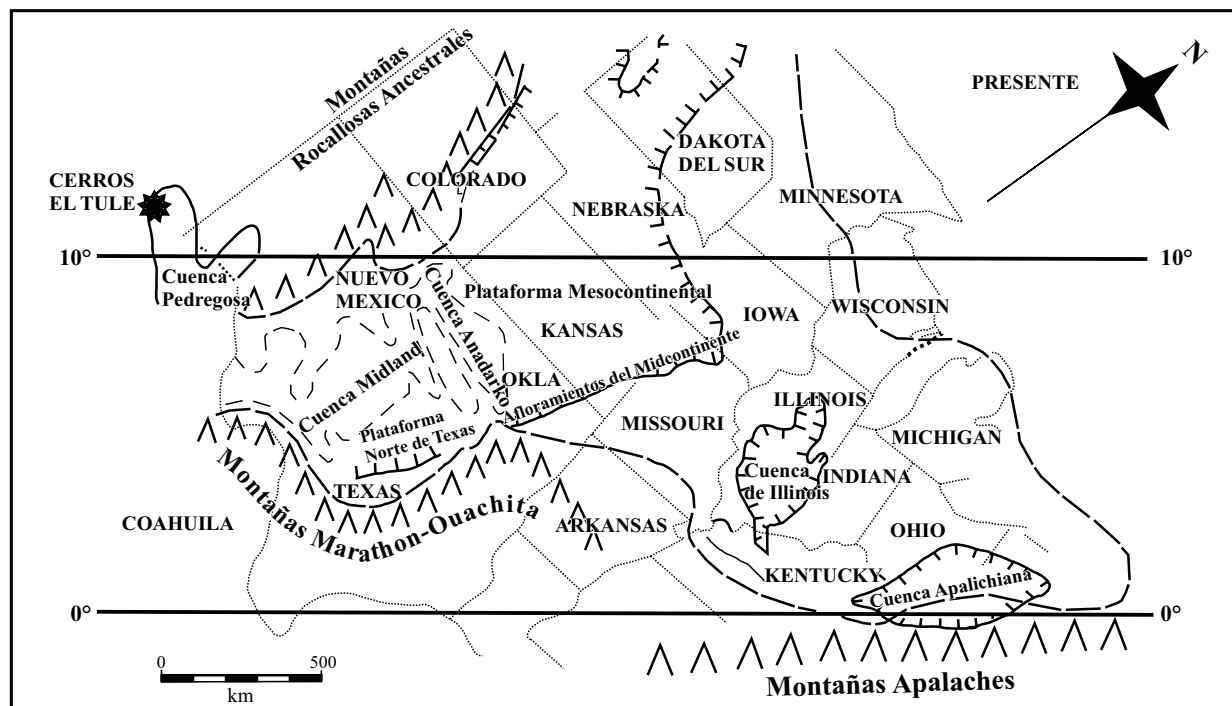 Montañas
Rocallosas Ancestrales
N
PRESENTE
DAKOTA
DEL SUR
CERROS
EL TULE
COLORADO
MINNESOTA
NEBRASKA
10°
10°
Cuenca
Pedregosa
NUEVO
MEXICO
Cuenca Anadarko
Plataforma Mesocontinental
WISCONSIN
IOWA
KANSAS
Afloramientos del Midcontinente
Cuenca Midland
OKLA
ILLINOIS
MISSOURI
Plataforma
Norte de Texas
MICHIGAN
Cuenca
de Illinois
INDIANA
TEXAS
Montañas Marathon-Ouachita
COAHUILA
ARKANSAS
OHIO
KENTUCKY
Cuenca Apalichiana
0°
0°
0
500
km
Montañas Apalaches